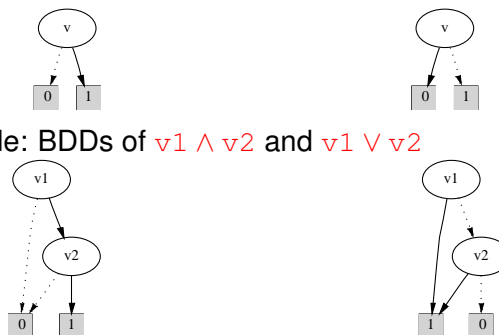 v v
0 1 0 1
le: BDDs of v1 ∧ v2 and v1 ∨ v2
v1 v1
v2 v2
0 1 1 0